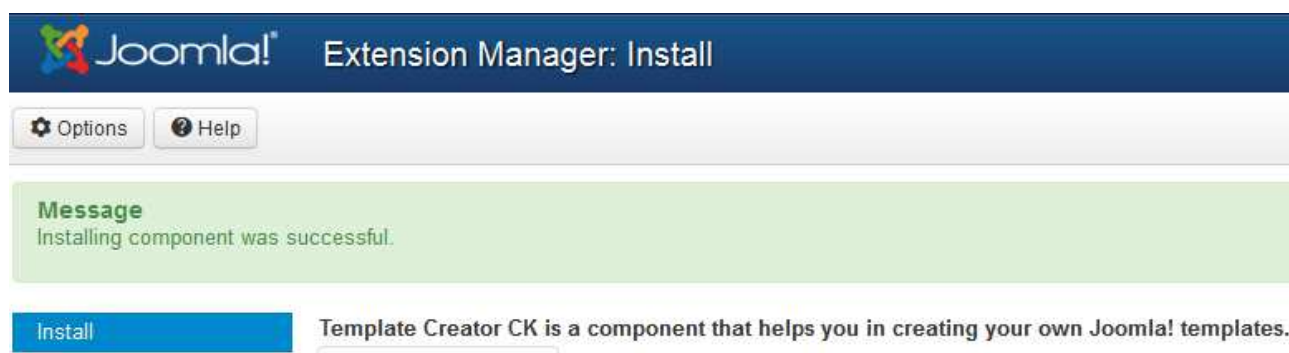 Joomla!® Extension Manager: Install
Options Help
Message
Installing component was successful.
Install Template Creator CK is a component that helps you in creating your own Joomla! templates.